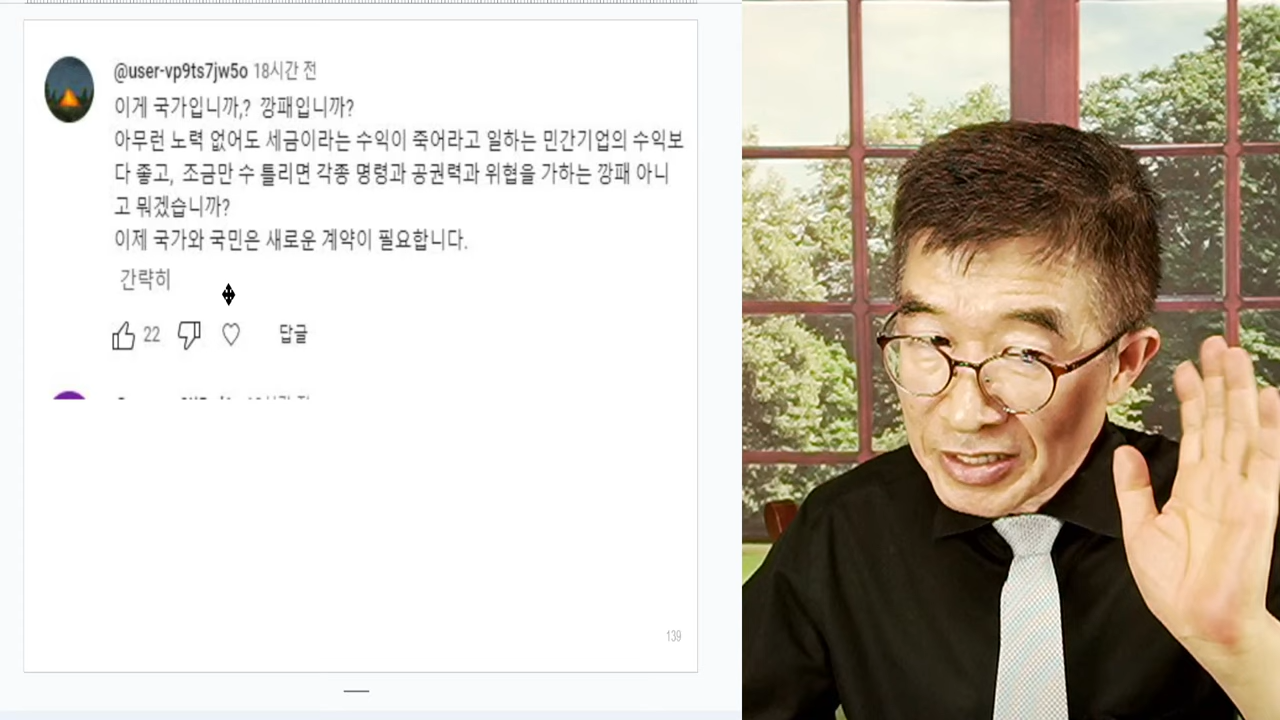 @user-vp9ts7jw5o 18시간 전
이게 국가입니까,? 깡패입니까?
아무런 노력 없어도 세금이라는 수익이 죽어라고 일하는 민간기업의 수익보
다 좋고, 조금만 수 틀리면 각종 명령과 공권력과 위협을 가하는 깡패 아니
고 뭐겠습니까?
이제 국가와 국민은 새로운 계약이 필요합니다.
간략히
22 답글
139